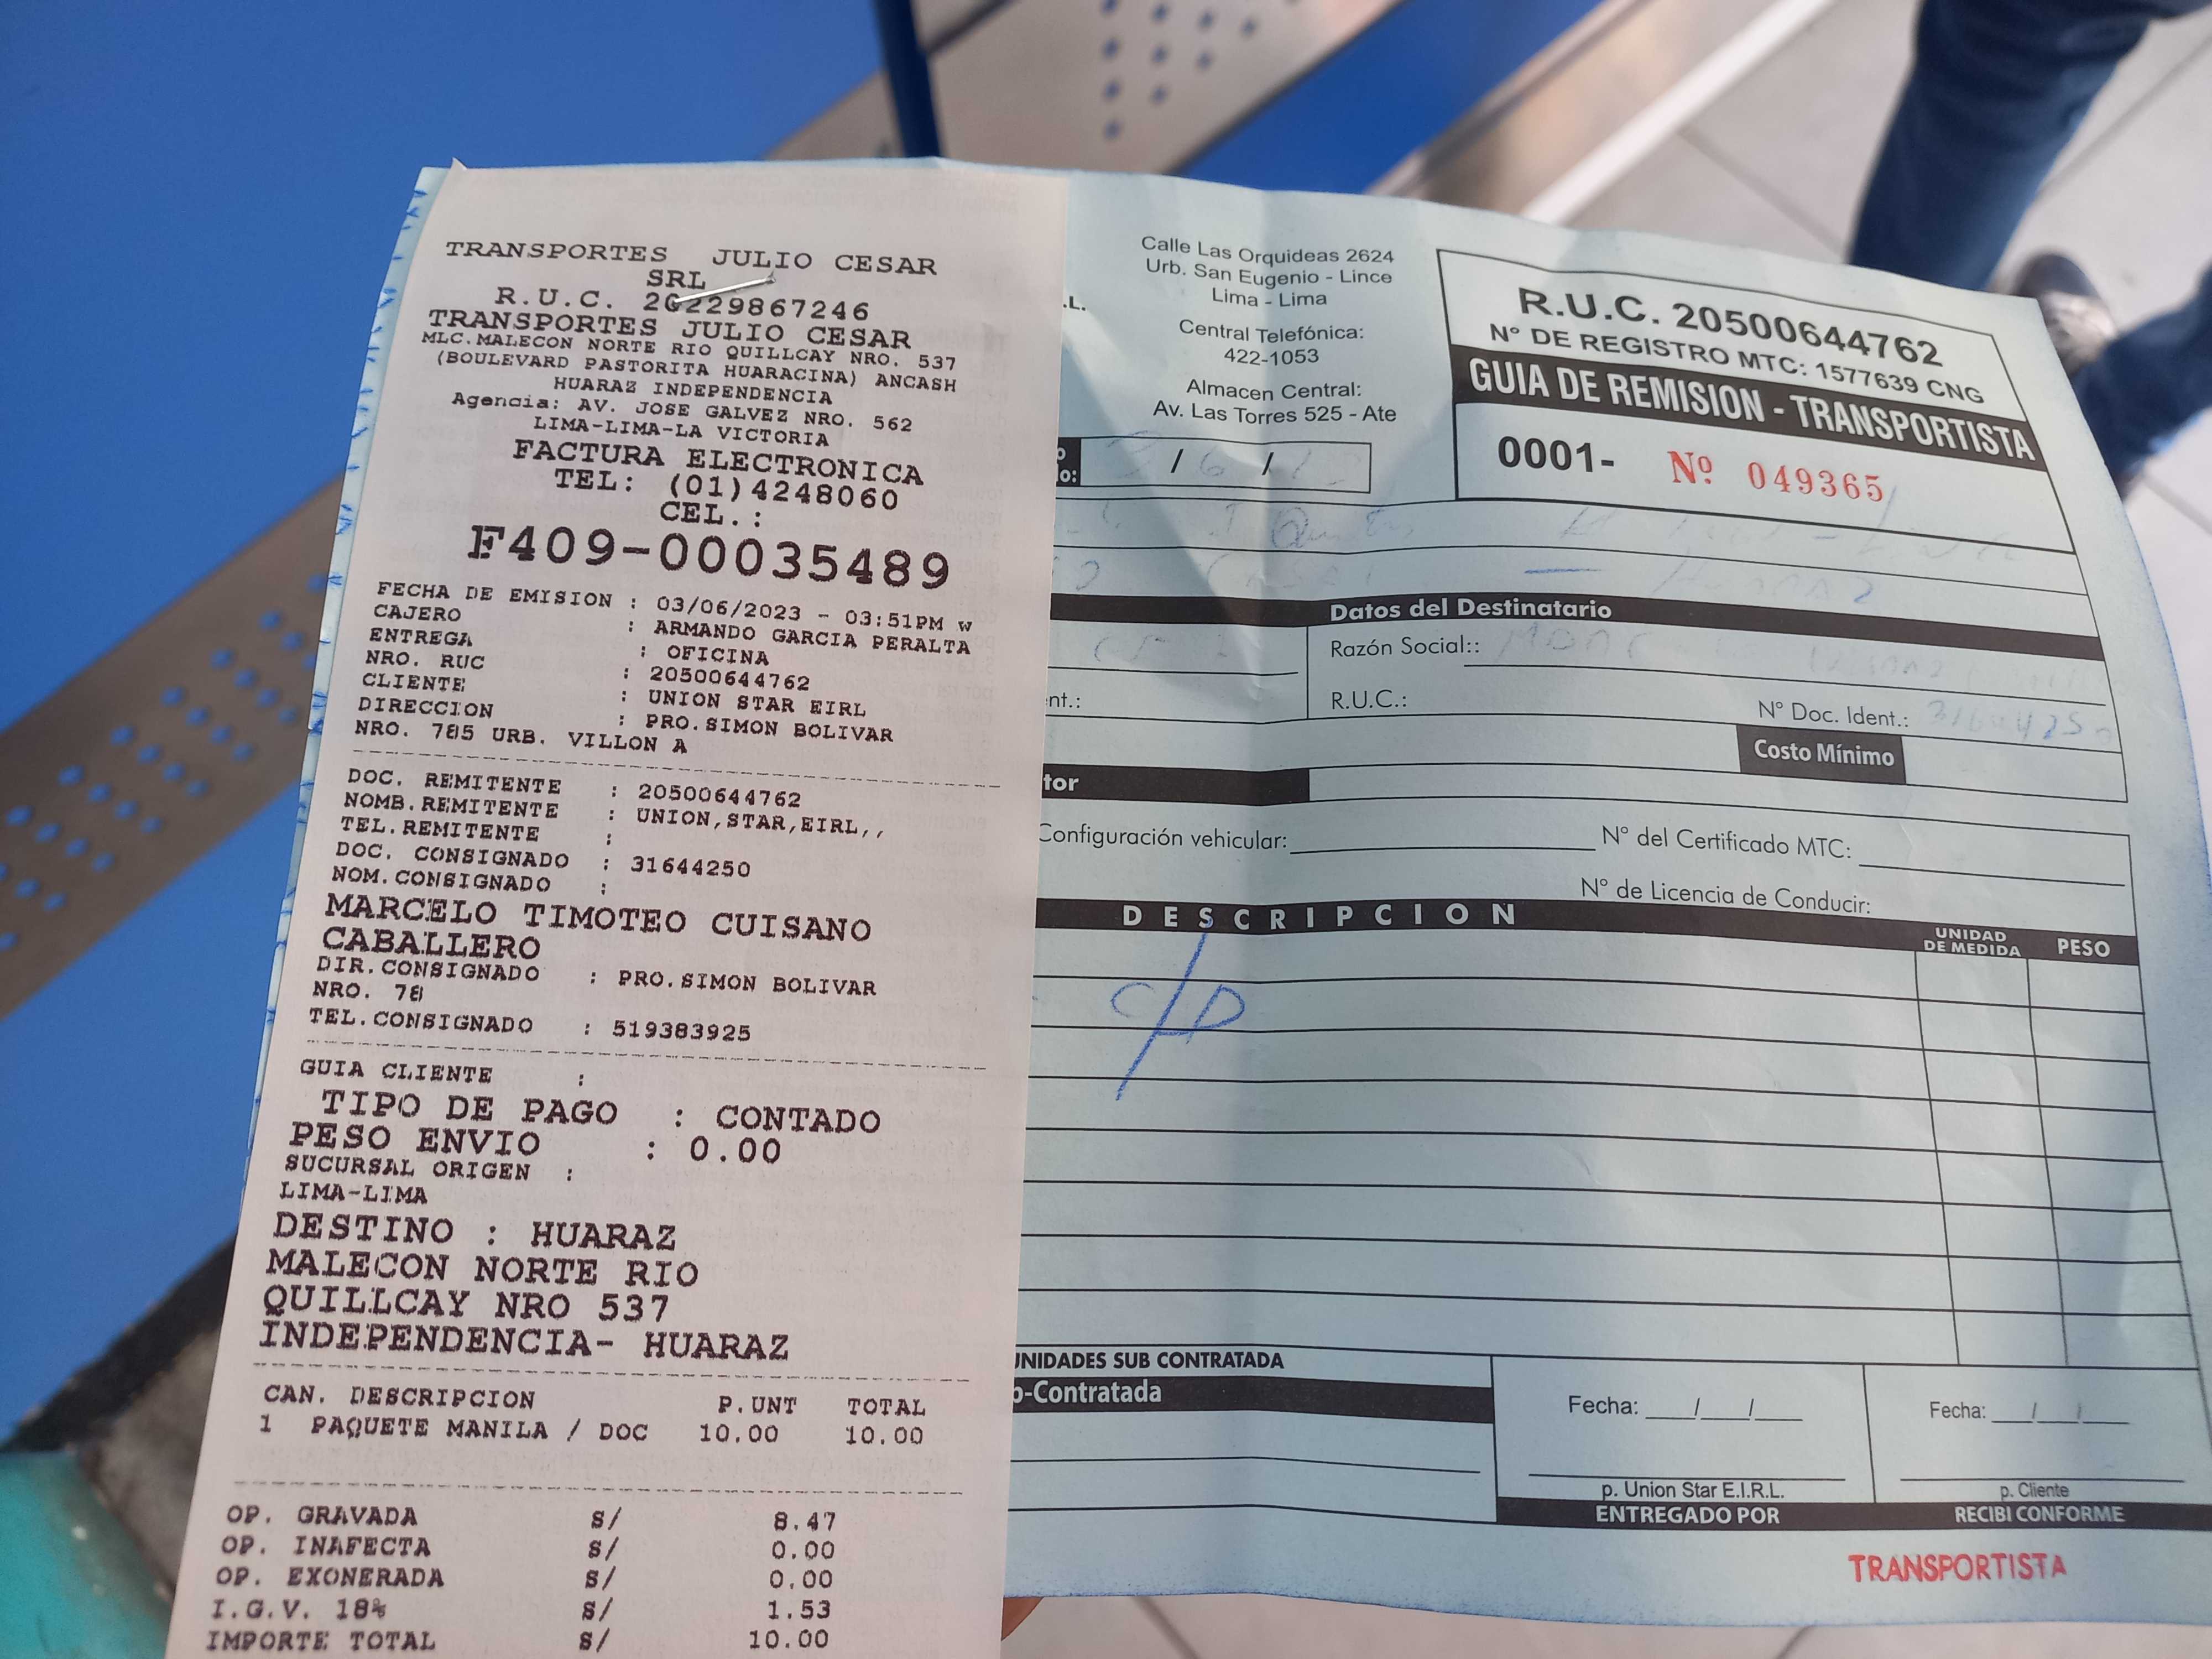 TRANSPORTES JULIO CESAR
SRL
R.U.C. 20229867246
TRANSPORTES JULIO CESAR
MLC.MALECON NORTE RIO QUILLCAY NRO. 537
(BOULEVARD PASTORITA HUARACINA) ANCASH
HUARAZ INDEPENDENCIA
Agencia: AV. JOSE GALVEZ NRO. 562
LIMA-LIMA-LA VICTORIA
FACTURA ELECTRONICA
TEL: (01)4248060
CEL.:
F409-00035489
FECHA DE EMISION : 03/06/2023 - 03:51PM w
CAJERO : ARMANDO GARCIA PERALTA
ENTREGA : OFICINA
NRO. RUC : 20500644762
CLIENTE : UNION STAR EIRL
DIRECCION : PRO.SIMON BOLIVAR
NRO. 785 URB. VILLON A
DOC. REMITENTE : 20500644762
NOMB.REMITENTE : UNION,STAR,EIRL,,
TEL.REMITENTE :
DOC. CONSIGNADO : 31644250
NOM.CONSIGNADO :
MARCELO TIMOTEO CUISANO
CABALLERO
DIR.CONSIGNADO : PRO.SIMON BOLIVAR
NRO. 78
TEL.CONSIGNADO : 519383925
GUIA CLIENTE :
TIPO DE PAGO : CONTADO
PESO ENVIO : 0.00
SUCURSAL ORIGEN :
LIMA-LIMA
DESTINO : HUARAZ
MALECON NORTE RIO
QUILLCAY NRO 537
INDEPENDENCIA- HUARAZ
CAN. DESCRIPCION P.UNT TOTAL
1 PAQUETE MANILA / DOC 10.00 10.00
OP. GRAVADA S/ 8.47
OP. INAFECTA S/ 0.00
OP. EXONERADA S/ 0.00
I.G.V. 18% S/ 1.53
IMPORTE TOTAL S/ 10.00
.L.
Calle Las Orquideas 2624
Urb. San Eugenio - Lince
Lima - Lima
Central Telefónica:
422-1053
Almacen Central:
Av. Las Torres 525 - Ate
R.U.C. 20500644762
N° DE REGISTRO MTC: 1577639 CNG
GUIA DE REMISION - TRANSPORTISTA
0001- Nº 049365
o:
/ 6 /
Datos del Destinatario
Razón Social::
nt.:
R.U.C.:
N° Doc. Ident.: 31644250
Costo Mínimo
tor
Configuración vehicular:
N° del Certificado MTC:
N° de Licencia de Conducir:
DESCRIPCION
UNIDAD
DE MEDIDA
PESO
C/D
UNIDADES SUB CONTRATADA
b-Contratada
Fecha: / /
Fecha: / /
p. Union Star E.I.R.L.
p. Cliente
ENTREGADO POR
RECIBI CONFORME
TRANSPORTISTA